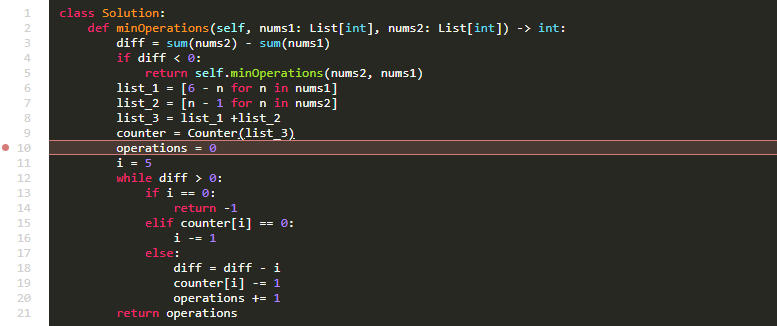 1 class Solution:
2     def minOperations(self, nums1: List[int], nums2: List[int]) -> int:
3         diff = sum(nums2) - sum(nums1)
4         if diff < 0:
5             return self.minOperations(nums2, nums1)
6         list_1 = [6 - n for n in nums1]
7         list_2 = [n - 1 for n in nums2]
8         list_3 = list_1 +list_2
9         counter = Counter(list_3)
10         operations = 0
11         i = 5
12         while diff > 0:
13             if i == 0:
14                 return -1
15             elif counter[i] == 0:
16                 i -= 1
17             else:
18                 diff = diff - i
19                 counter[i] -= 1
20                 operations += 1
21         return operations